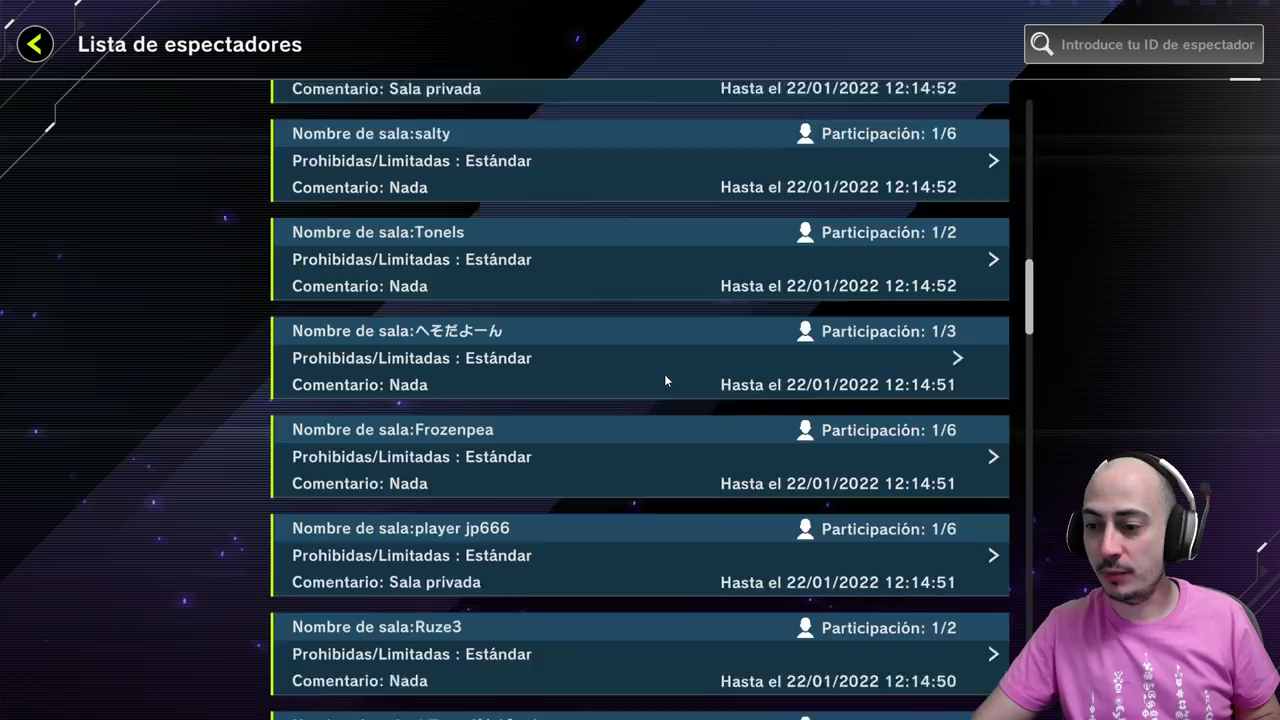 Lista de espectadores
Introduce tu ID de espectador
Comentario: Sala privada Hasta el 22/01/2022 12:14:52
Nombre de sala:salty Participación: 1/6
Prohibidas/Limitadas : Estándar
Comentario: Nada Hasta el 22/01/2022 12:14:52
Nombre de sala:Tonels Participación: 1/2
Prohibidas/Limitadas : Estándar
Comentario: Nada Hasta el 22/01/2022 12:14:52
Nombre de sala:へそだよーん Participación: 1/3
Prohibidas/Limitadas : Estándar
Comentario: Nada Hasta el 22/01/2022 12:14:51
Nombre de sala:Frozenpea Participación: 1/6
Prohibidas/Limitadas : Estándar
Comentario: Nada Hasta el 22/01/2022 12:14:51
Nombre de sala:player jp666 Participación: 1/6
Prohibidas/Limitadas : Estándar
Comentario: Sala privada Hasta el 22/01/2022 12:14:51
Nombre de sala:Ruze3 Participación: 1/2
Prohibidas/Limitadas : Estándar
Comentario: Nada Hasta el 22/01/2022 12:14:50